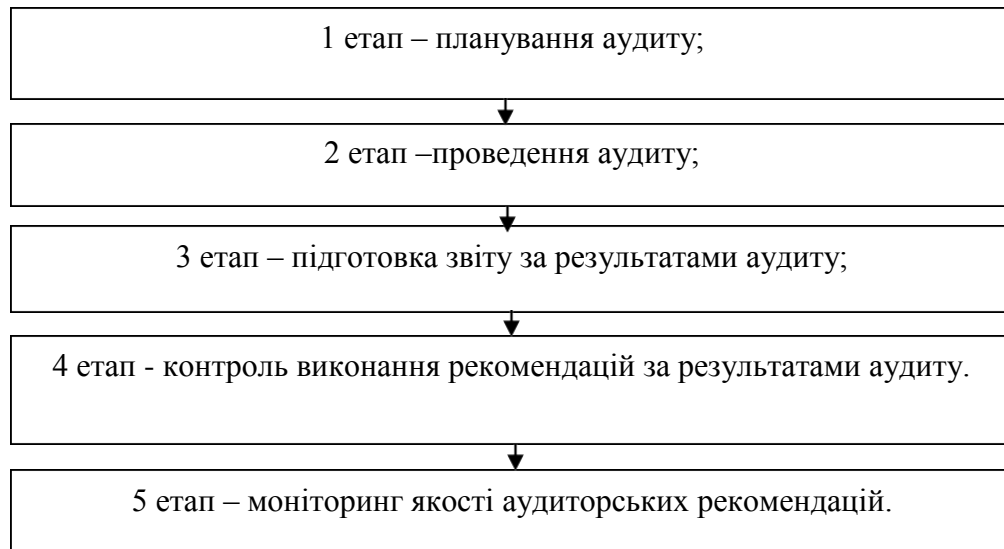 1 етап – планування аудиту;
2 етап –проведення аудиту;
3 етап – підготовка звіту за результатами аудиту;
4 етап - контроль виконання рекомендацій за результатами аудиту.
5 етап – моніторинг якості аудиторських рекомендацій.